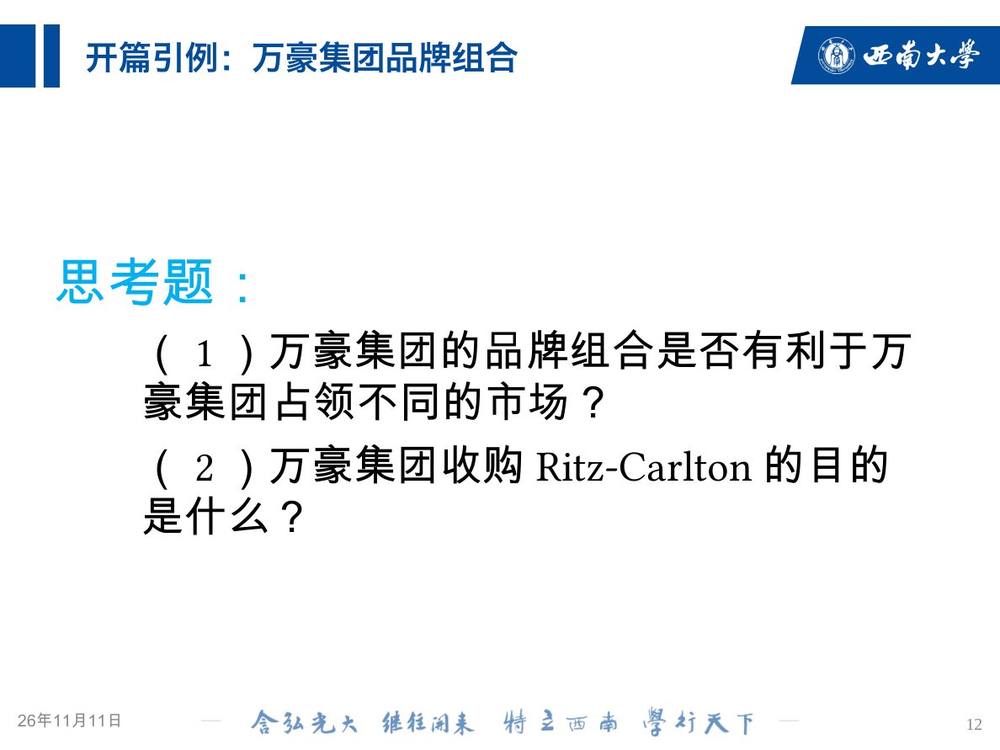 开篇引例：万豪集团品牌组合
西南大学
思考题：
（ 1 ）万豪集团的品牌组合是否有利于万
豪集团占领不同的市场？
（ 2 ）万豪集团收购 Ritz-Carlton 的目的
是什么？
26年11月11日
含弘光大 继往开来 特立西南 学行天下
12